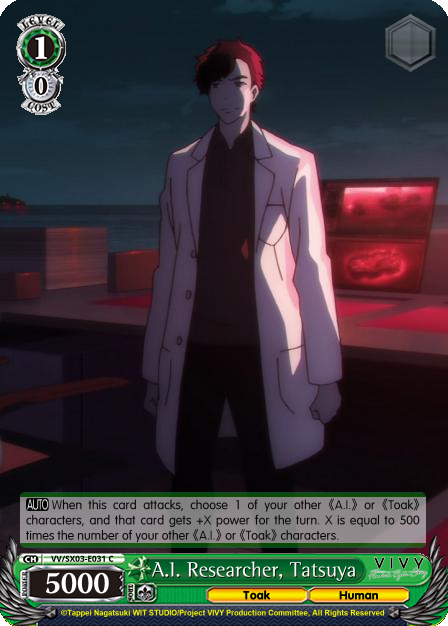 LEVEL
1
0
COST
AUTO When this card attacks, choose 1 of your other 《A.I.》 or 《Toak》
characters, and that card gets +X power for the turn. X is equal to 500
times the number of your other 《A.I.》 or 《Toak》 characters.
CH VV/SX03-E031 C
POWER 5000 SOUL
A.I. Researcher, Tatsuya
VIVY
Toak Human
©Tappei Nagatsuki WIT STUDIO/Project VIVY Production Committee, All Rights Reserved